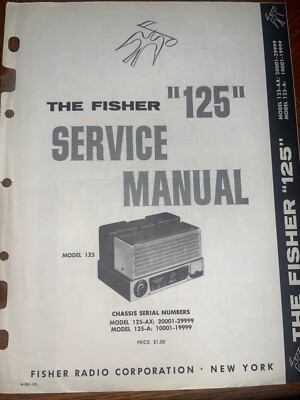 THE FISHER "125"
SERVICE
MANUAL
MODEL 125
CHASSIS SERIAL NUMBERS
MODEL 125-AX: 20001-29999
MODEL 125-A: 10001-19999
PRICE: $1.00
FISHER RADIO CORPORATION · NEW YORK
THE FISHER "125"
MODEL 125-AX: 20001-29999
MODEL 125-A: 10001-19999